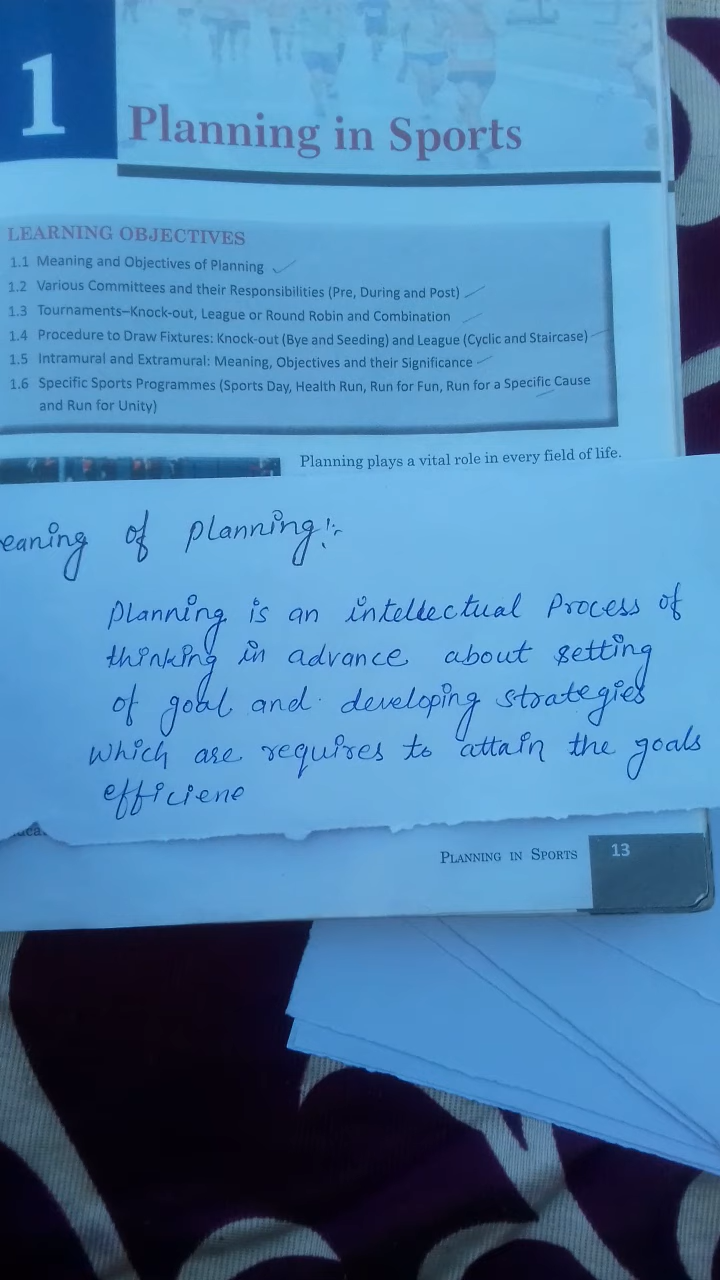 1
Planning in Sports
LEARNING OBJECTIVES
1.1 Meaning and Objectives of Planning
1.2 Various Committees and their Responsibilities (Pre, During and Post)
1.3 Tournaments–Knock-out, League or Round Robin and Combination
1.4 Procedure to Draw Fixtures: Knock-out (Bye and Seeding) and League (Cyclic and Staircase)
1.5 Intramural and Extramural: Meaning, Objectives and their Significance
1.6 Specific Sports Programmes (Sports Day, Health Run, Run for Fun, Run for a Specific Cause
and Run for Unity)
Planning plays a vital role in every field of life.
eaning of planning:-
Planning is an intellectual Process of
thinking in advance about setting
of goal and developing strategies
which are requires to attain the goals
efficiene
PLANNING IN SPORTS 13